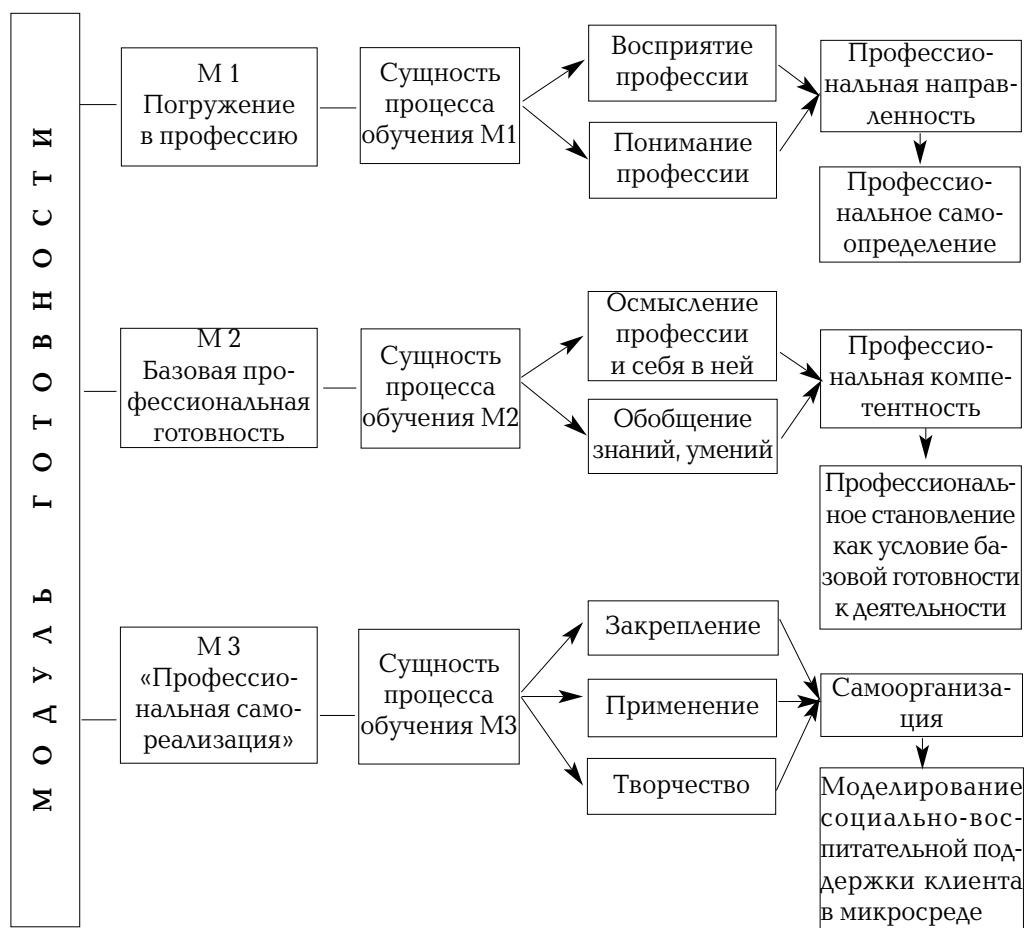 МОДУЛЬ ГОТОВНОСТИ
М 1
Погружение
в профессию
Сущность
процесса
обучения М1
Восприятие
профессии
Понимание
профессии
Профессио-
нальная направ-
ленность
Профессио-
нальное само-
определение
М 2
Базовая про-
фессиональная
готовность
Сущность
процесса
обучения М2
Осмысление
профессии
и себя в ней
Обобщение
знаний, умений
Профессио-
нальная компе-
тентность
Профессиональ-
ное становление
как условие ба-
зовой готовности
к деятельности
М 3
«Профессио-
нальная само-
реализация»
Сущность
процесса
обучения М3
Закрепление
Применение
Творчество
Самоорганиза-
ция
Моделирование
социально-вос-
питательной под-
держки клиента
в микросреде